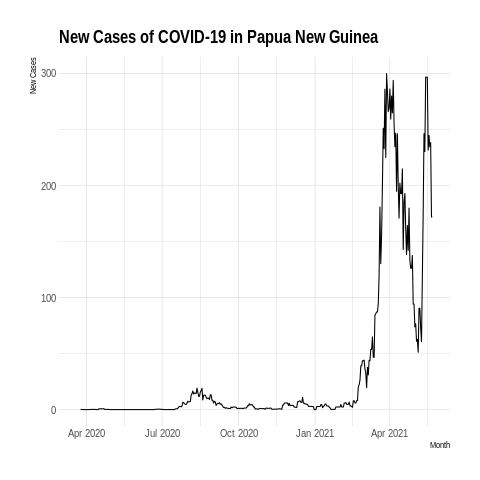 New Cases of COVID-19 in Papua New Guinea
New Cases
300
200
100
0
Apr 2020 Jul 2020 Oct 2020 Jan 2021 Apr 2021
Month